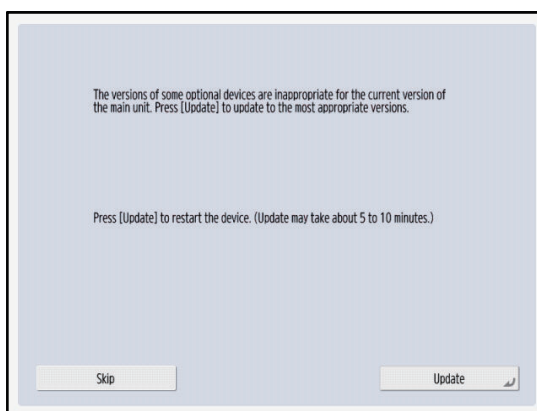 The versions of some optional devices are inappropriate for the current version of
the main unit. Press [Update] to update to the most appropriate versions.
Press [Update] to restart the device. (Update may take about 5 to 10 minutes.)
Skip
Update